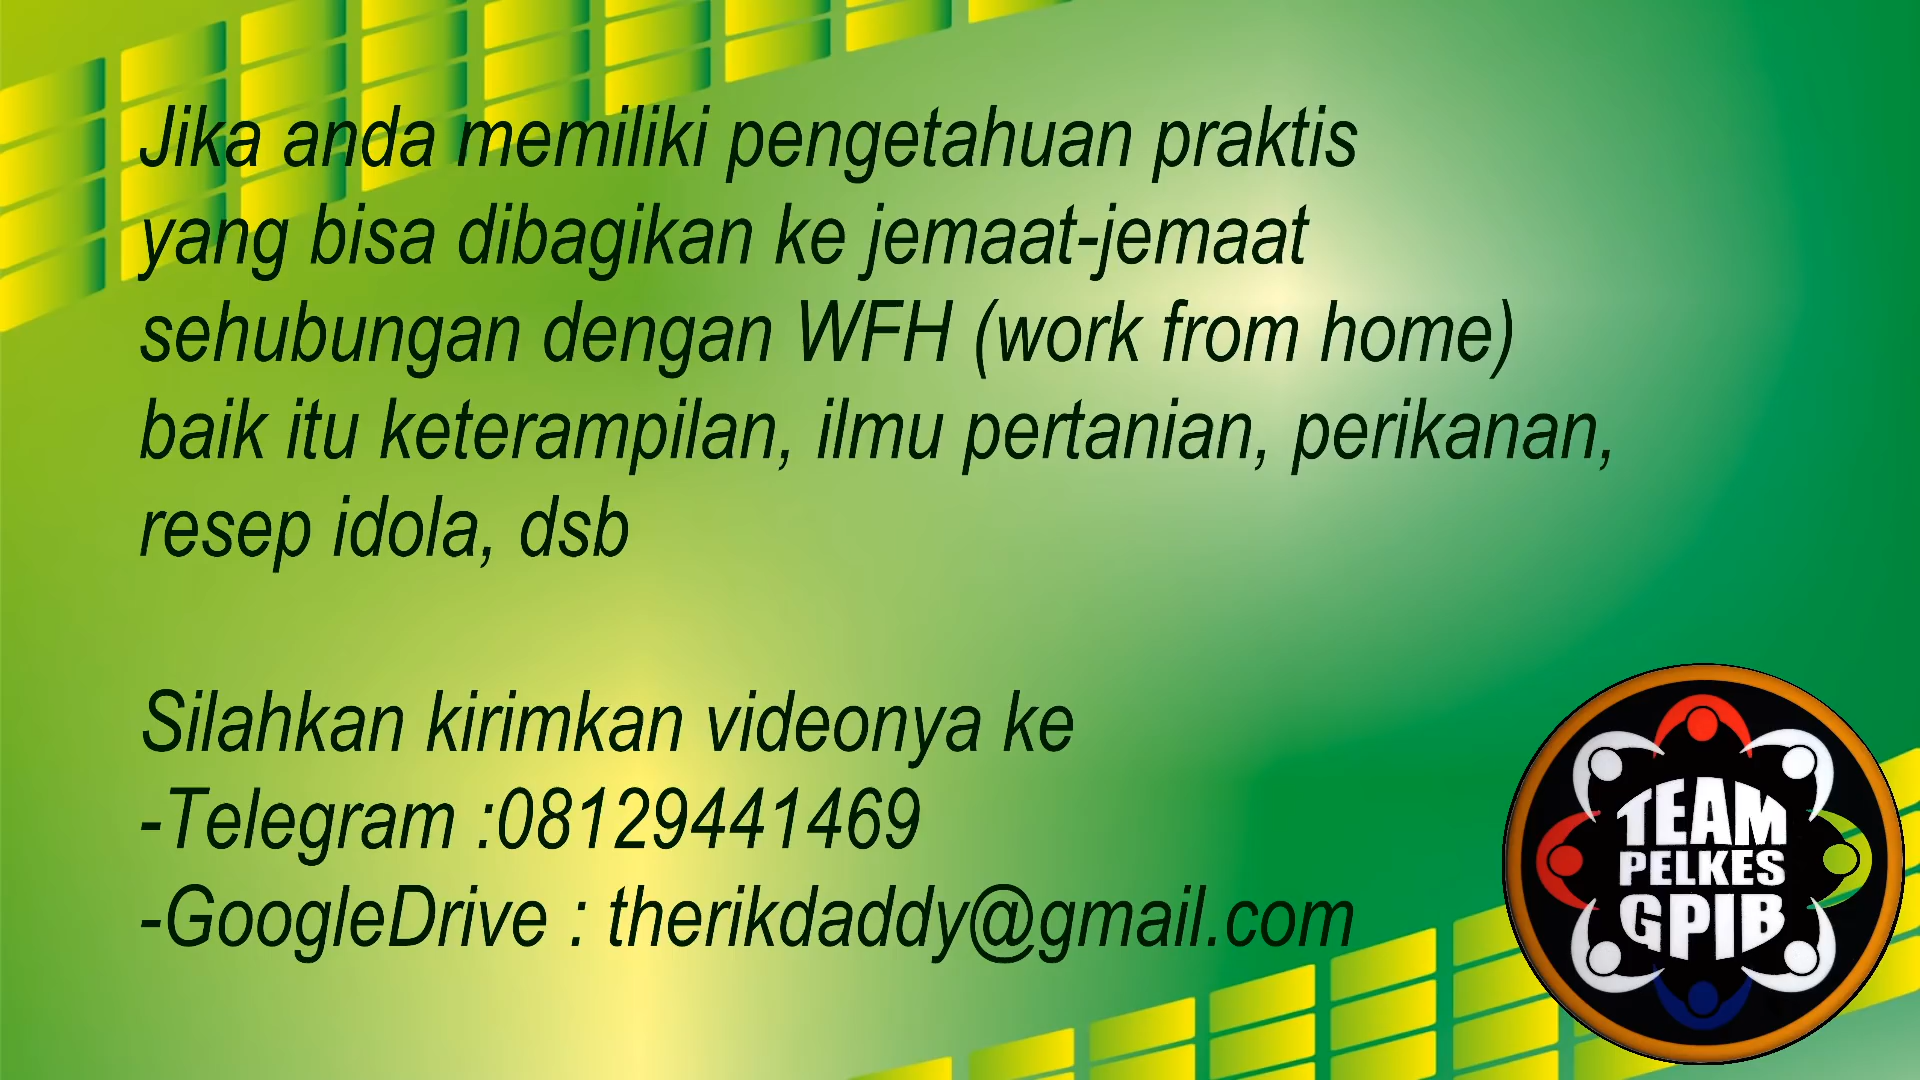 Jika anda memiliki pengetahuan praktis
yang bisa dibagikan ke jemaat-jemaat
sehubungan dengan WFH (work from home)
baik itu keterampilan, ilmu pertanian, perikanan,
resep idola, dsb
Silahkan kirimkan videonya ke
-Telegram :08129441469
-GoogleDrive : therikdaddy@gmail.com
TEAM
PELKES
GPIB